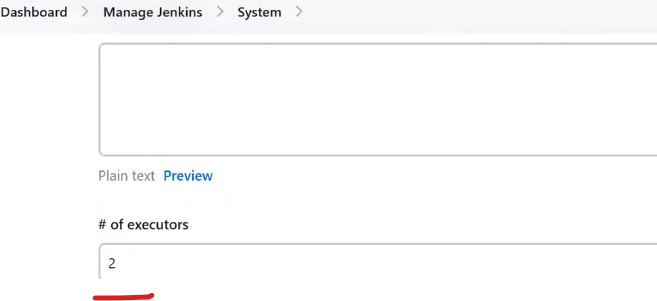 Dashboard > Manage Jenkins > System >
Plain text Preview
# of executors
2